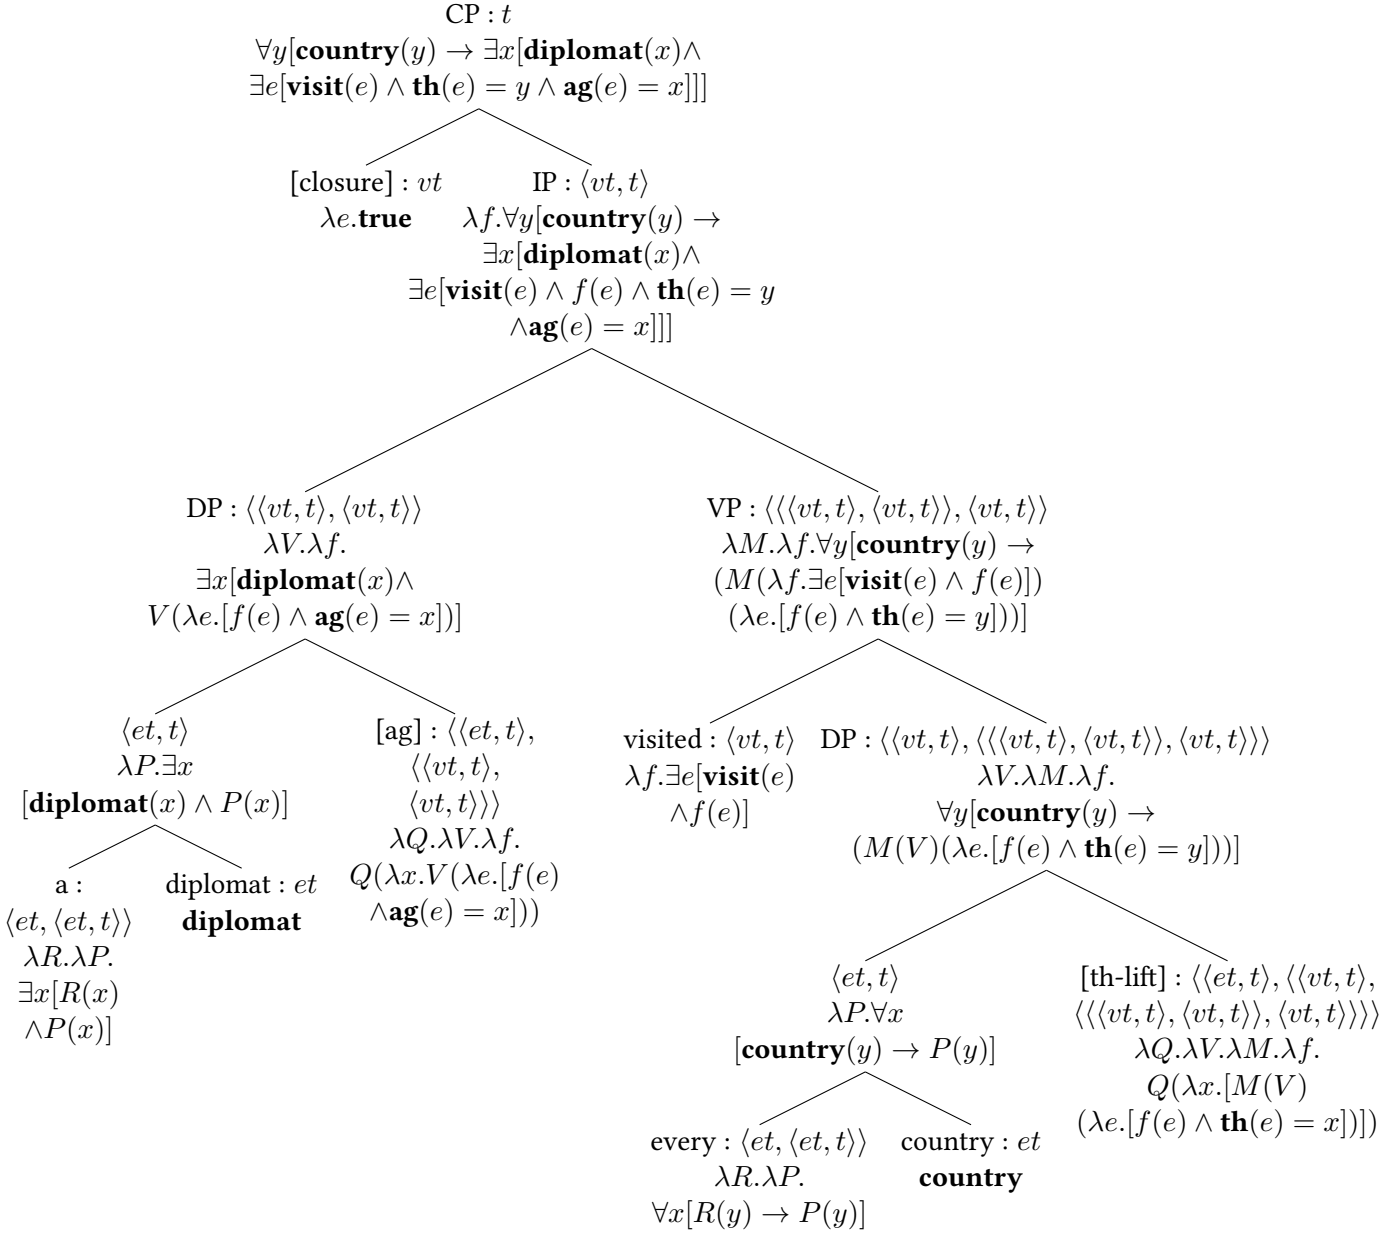 CP : t
∀y[country(y) → ∃x[diplomat(x)∧
∃e[visit(e) ∧ th(e) = y ∧ ag(e) = x]]]
[closure] : vt
λe.true
IP : ⟨vt, t⟩
λf.∀y[country(y) →
∃x[diplomat(x)∧
∃e[visit(e) ∧ f(e) ∧ th(e) = y
∧ag(e) = x]]]
DP : ⟨⟨vt, t⟩, ⟨vt, t⟩⟩
λV.λf.
∃x[diplomat(x)∧
V(λe.[f(e) ∧ ag(e) = x])]
VP : ⟨⟨⟨vt, t⟩, ⟨vt, t⟩⟩, ⟨vt, t⟩⟩
λM.λf.∀y[country(y) →
(M(λf.∃e[visit(e) ∧ f(e)])
(λe.[f(e) ∧ th(e) = y]))]
⟨et, t⟩
λP.∃x
[diplomat(x) ∧ P(x)]
[ag] : ⟨⟨et, t⟩,
⟨⟨vt, t⟩,
⟨vt, t⟩⟩⟩
λQ.λV.λf.
Q(λx.V(λe.[f(e)
∧ag(e) = x]))
visited : ⟨vt, t⟩
λf.∃e[visit(e)
∧f(e)]
DP : ⟨⟨vt, t⟩, ⟨⟨⟨vt, t⟩, ⟨vt, t⟩⟩, ⟨vt, t⟩⟩⟩
λV.λM.λf.
∀y[country(y) →
(M(V)(λe.[f(e) ∧ th(e) = y]))]
a :
⟨et, ⟨et, t⟩⟩
λR.λP.
∃x[R(x)
∧P(x)]
diplomat : et
diplomat
⟨et, t⟩
λP.∀x
[country(y) → P(y)]
[th-lift] : ⟨⟨et, t⟩, ⟨⟨vt, t⟩,
⟨⟨⟨vt, t⟩, ⟨vt, t⟩⟩, ⟨vt, t⟩⟩⟩⟩
λQ.λV.λM.λf.
Q(λx.[M(V)
(λe.[f(e) ∧ th(e) = x])])
every : ⟨et, ⟨et, t⟩⟩
λR.λP.
∀x[R(y) → P(y)]
country : et
country